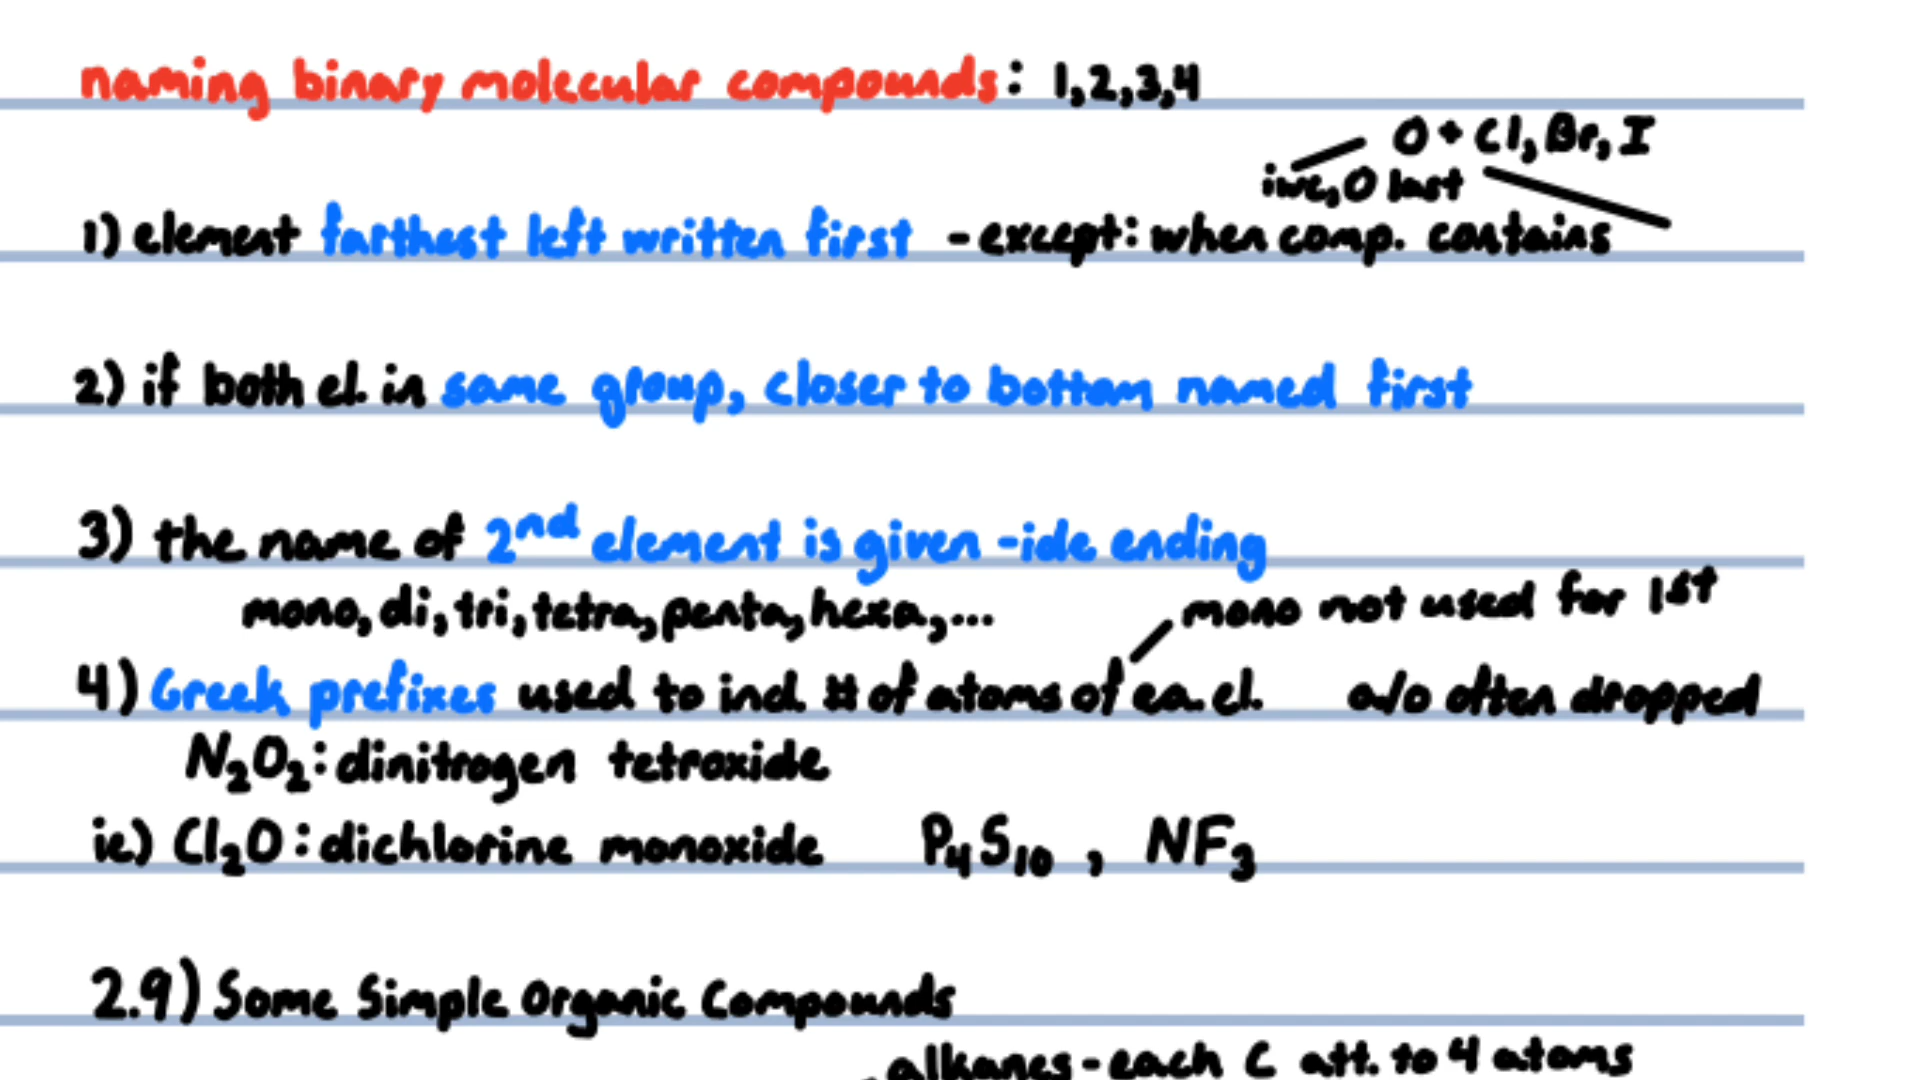 naming binary molecular compounds: 1,2,3,4
O + Cl, Br, I
O last
1) element farthest left written first - except: when comp. contains
2) if both el. in same group, closer to bottom named first
3) the name of 2nd element is given -ide ending
mono, di, tri, tetra, penta, hexa, ...
mono not used for 1st
4) Greek prefixes used to ind. # of atoms of ea. el. a/o often dropped
N₂O₂: dinitrogen tetroxide
ie) Cl₂O: dichlorine monoxide P₄S₁₀, NF₃
2.9) Some Simple Organic Compounds
alkanes - each C att. to 4 atoms